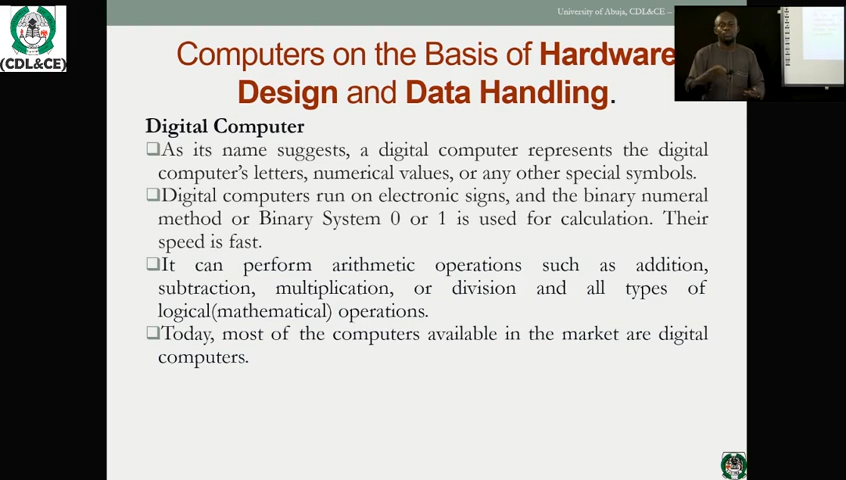 University of Abuja, CDL&CE –
(CDL&CE)
Computers on the Basis of Hardware
Design and Data Handling.
Digital Computer
❑As its name suggests, a digital computer represents the digital
computer's letters, numerical values, or any other special symbols.
❑Digital computers run on electronic signs, and the binary numeral
method or Binary System 0 or 1 is used for calculation. Their
speed is fast.
❑It can perform arithmetic operations such as addition,
subtraction, multiplication, or division and all types of
logical(mathematical) operations.
❑Today, most of the computers available in the market are digital
computers.